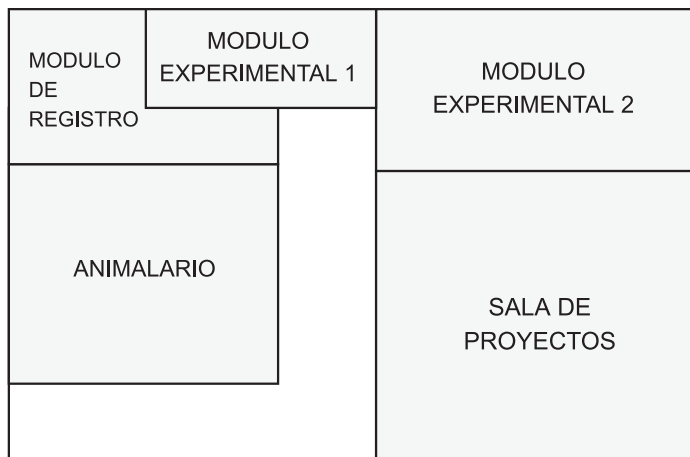 MODULO
DE
REGISTRO
MODULO
EXPERIMENTAL 1
MODULO
EXPERIMENTAL 2
ANIMALARIO
SALA DE
PROYECTOS